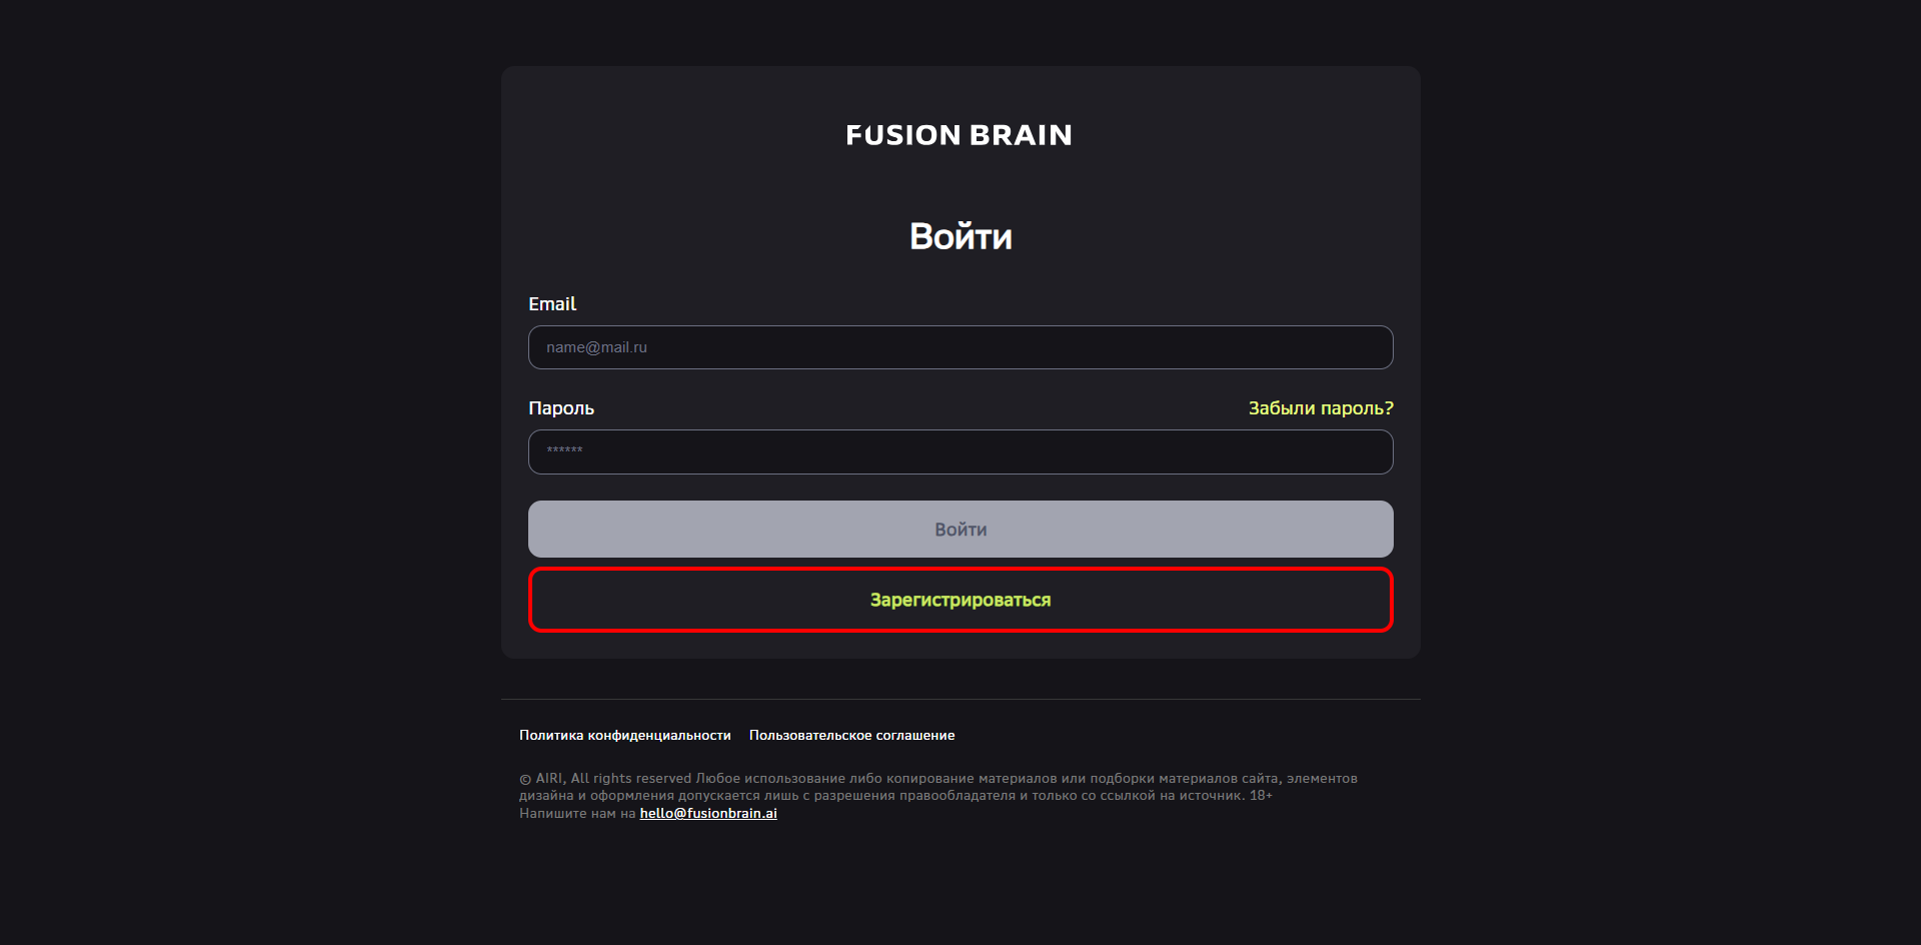 FUSION BRAIN
Войти
Email
name@mail.ru
Пароль
Забыли пароль?
******
Войти
Зарегистрироваться
Политика конфиденциальности
Пользовательское соглашение
© AIRI, All rights reserved Любое использование либо копирование материалов или подборки материалов сайта, элементов
дизайна и оформления допускается лишь с разрешения правообладателя и только со ссылкой на источник. 18+
Напишите нам на hello@fusionbrain.ai